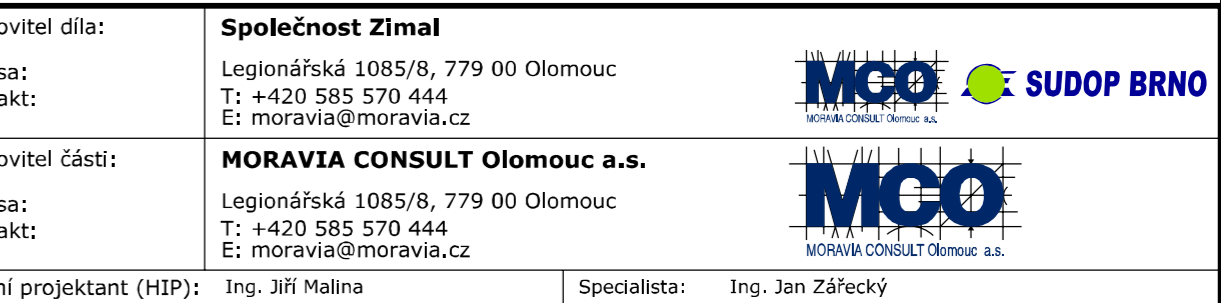 ovitel díla: Společnost Zimal
sa: Legionářská 1085/8, 779 00 Olomouc
akt: T: +420 585 570 444
E: moravia@moravia.cz
MCO
MORAVIA CONSULT Olomouc a.s.
SUDOP BRNO
ovitel části: MORAVIA CONSULT Olomouc a.s.
sa: Legionářská 1085/8, 779 00 Olomouc
akt: T: +420 585 570 444
E: moravia@moravia.cz
MCO
MORAVIA CONSULT Olomouc a.s.
ní projektant (HIP): Ing. Jiří Malina Specialista: Ing. Jan Zářecký